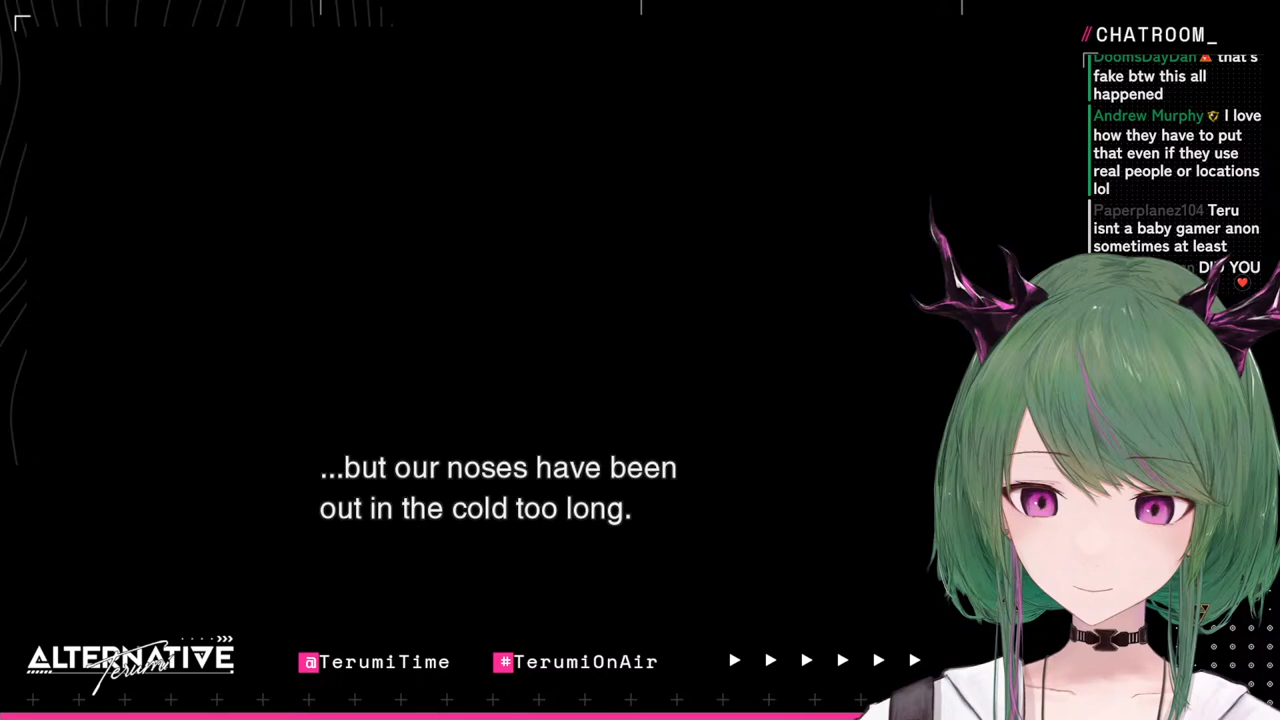 //CHATROOM_
DoomsDayDan that's
fake btw this all
happened
Andrew Murphy I love
how they have to put
that even if they use
real people or locations
lol
Paperplanez104 Teru
isnt a baby gamer anon
sometimes at least
YOU
...but our noses have been
out in the cold too long.
ALTERNATIVE
Terumi
@TerumiTime #TerumiOnAir